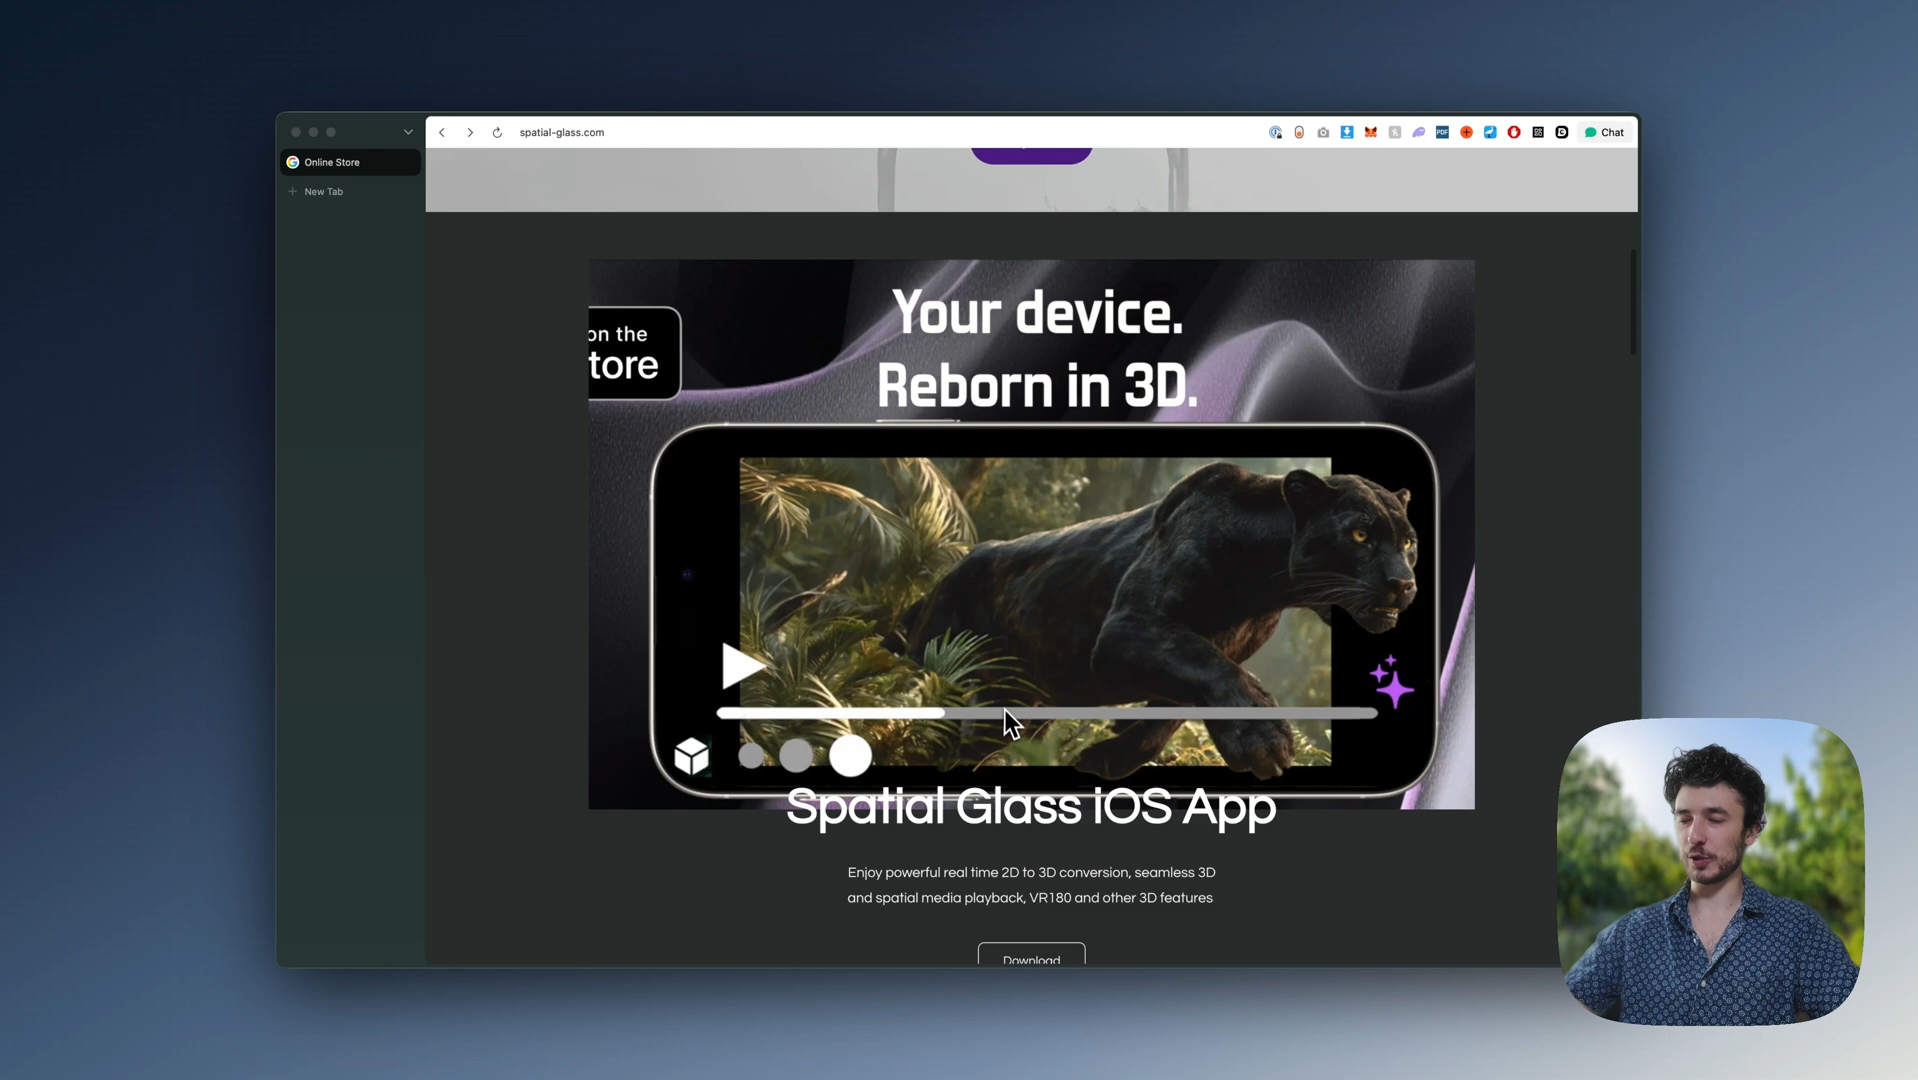 spatial-glass.com
PDF
Chat
Online Store
New Tab
on the
tore
Your device.
Reborn in 3D.
Spatial Glass iOS App
Enjoy powerful real time 2D to 3D conversion, seamless 3D
and spatial media playback, VR180 and other 3D features
Download